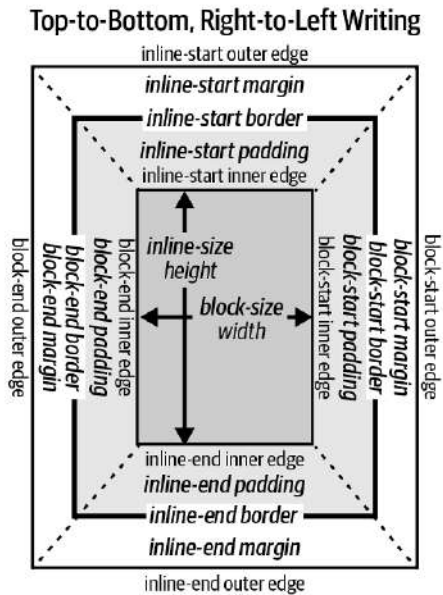 Top-to-Bottom, Right-to-Left Writing
inline-start outer edge
inline-start margin
inline-start border
inline-start padding
inline-start inner edge
block-end outer edge
block-end margin
block-end border
block-end padding
block-end inner edge
inline-size
height
block-size
width
block-start inner edge
block-start padding
block-start border
block-start margin
block-start outer edge
inline-end inner edge
inline-end padding
inline-end border
inline-end margin
inline-end outer edge